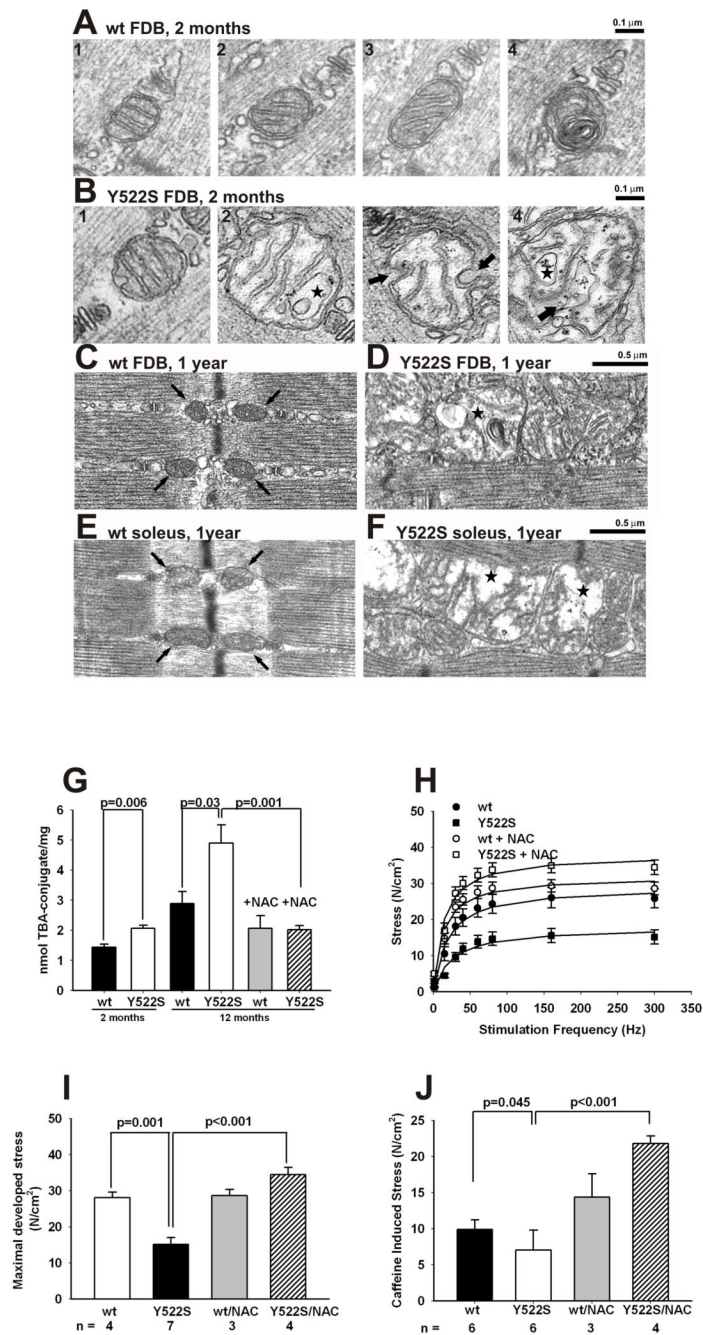 A wt FDB, 2 months
0.1 µm
1 2 3 4
B Y522S FDB, 2 months
0.1 µm
1 2 3 4
C wt FDB, 1 year
D Y522S FDB, 1 year
0.5 µm
E wt soleus, 1year
F Y522S soleus, 1year
0.5 µm
G
nmol TBA-conjugate/mg
6
5
4
3
2
1
0
p=0.006 p=0.03 p=0.001
+NAC +NAC
wt Y522S wt Y522S wt Y522S
2 months 12 months
H
wt
Y522S
wt + NAC
Y522S + NAC
Stress (N/cm²)
50
40
30
20
10
0
0 50 100 150 200 250 300 350
Stimulation Frequency (Hz)
I
Maximal developed stress
(N/cm²)
50
40
30
20
10
0
p=0.001 p<0.001
wt Y522S wt/NAC Y522S/NAC
n = 4 7 3 4
J
Caffeine Induced Stress (N/cm²)
25
20
15
10
5
0
p=0.045 p<0.001
wt Y522S wt/NAC Y522S/NAC
n = 6 6 3 4